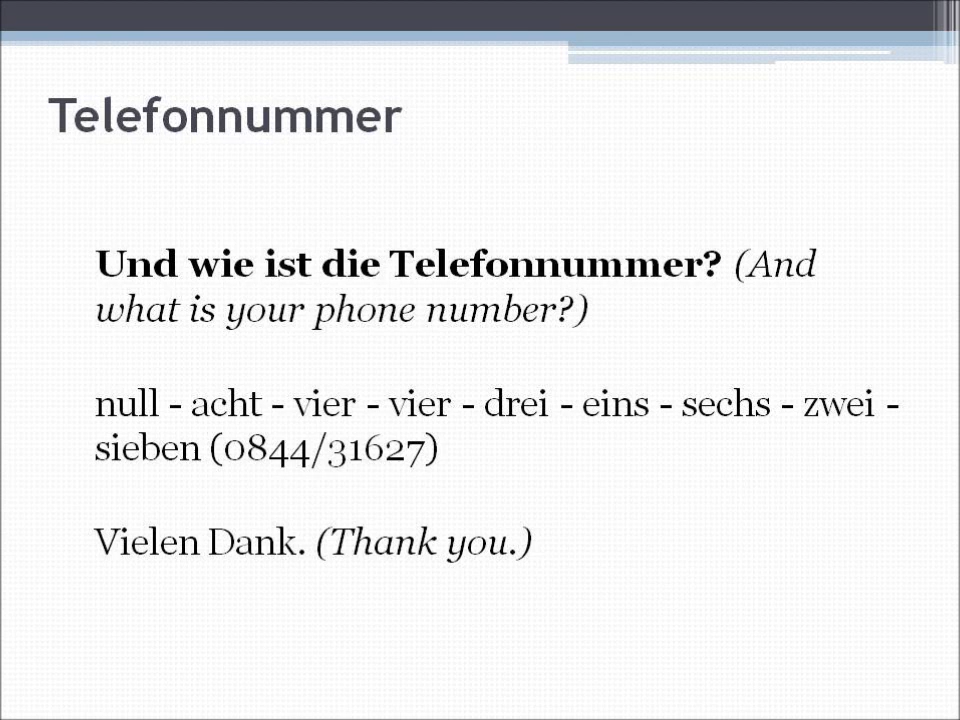 Telefonnummer
Und wie ist die Telefonnummer? (And
what is your phone number?)
null - acht - vier - vier - drei - eins - sechs - zwei -
sieben (0844/31627)
Vielen Dank. (Thank you.)